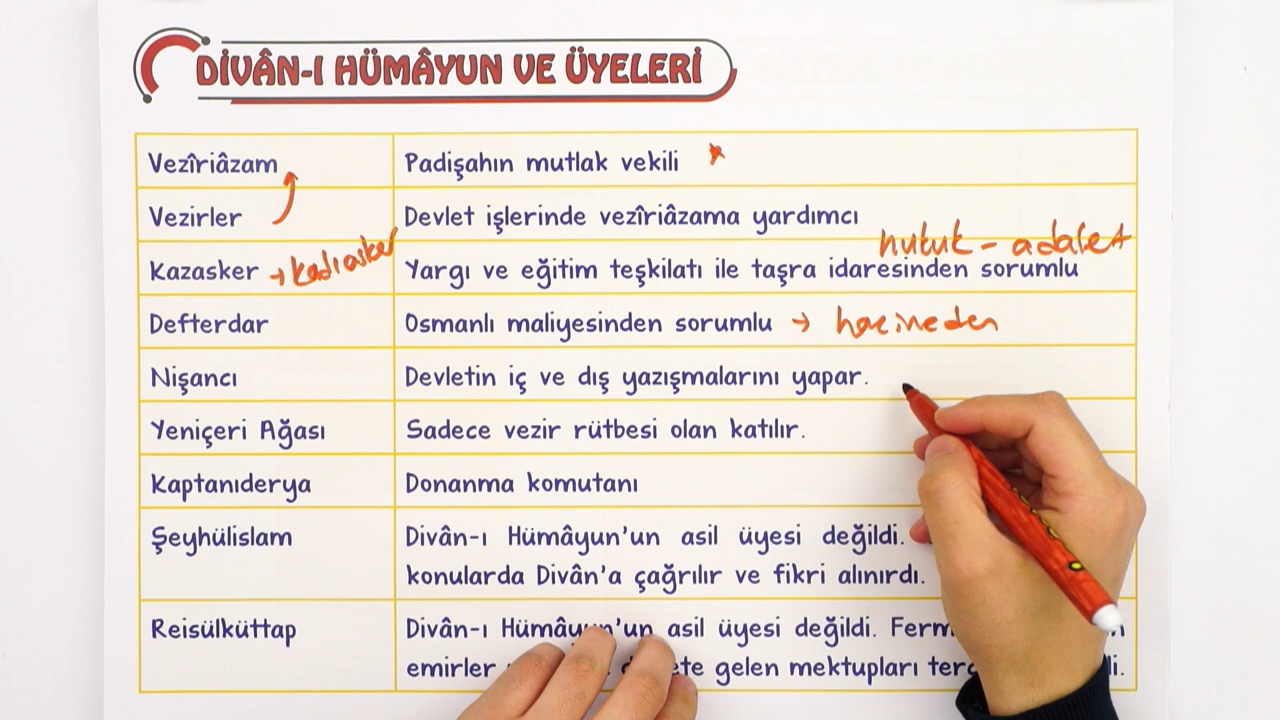 DİVÂN-I HÜMÂYUN VE ÜYELERİ
Vezîriâzam
Padişahın mutlak vekili
Vezirler
Devlet işlerinde vezîriâzama yardımcı
hukuk - adalet
Kazasker → kadıasker
Yargı ve eğitim teşkilatı ile taşra idaresinden sorumlu
Defterdar
Osmanlı maliyesinden sorumlu → hazineden
Nişancı
Devletin iç ve dış yazışmalarını yapar.
Yeniçeri Ağası
Sadece vezir rütbesi olan katılır.
Kaptanıderya
Donanma komutanı
Şeyhülislam
Divân-ı Hümâyun'un asil üyesi değildi.
konularda Divân'a çağrılır ve fikri alınırdı.
Reisülküttap
Divân-ı Hümâyun'un asil üyesi değildi.
emirler gelen mektupları